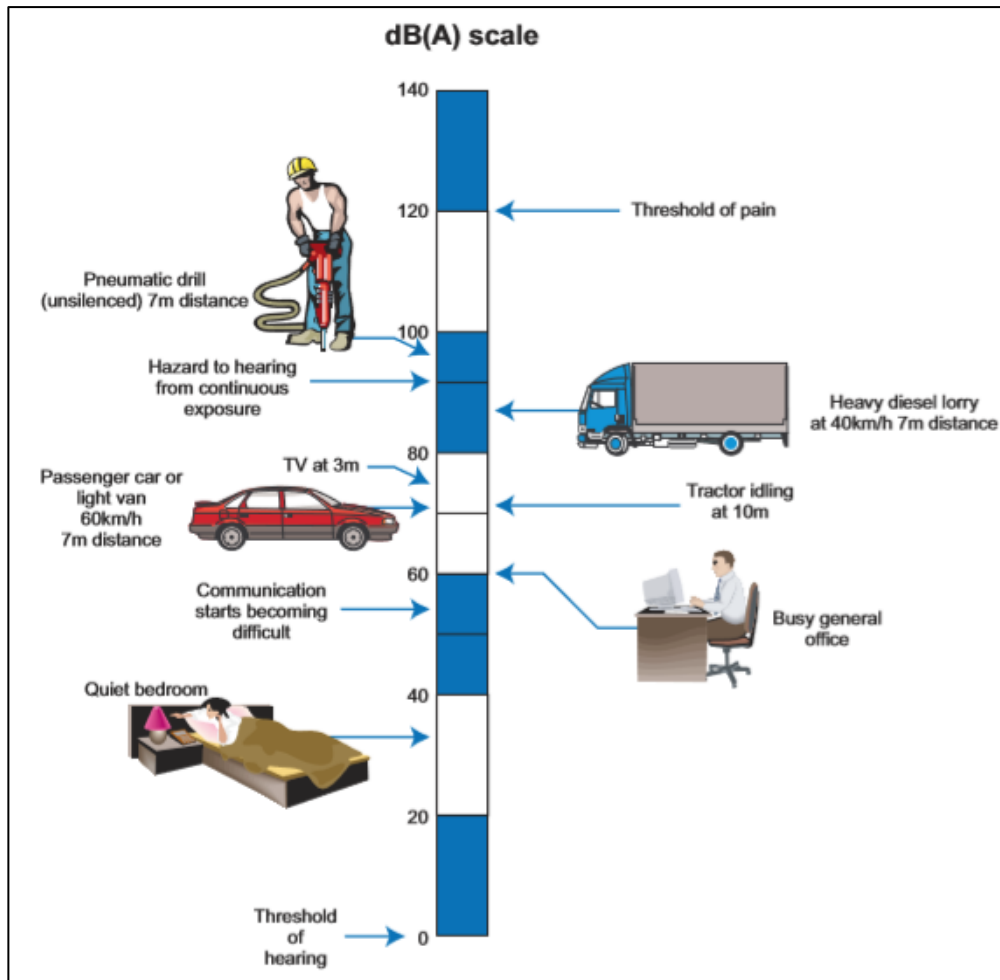 dB(A) scale
140
120
Threshold of pain
Pneumatic drill
(unsilenced) 7m distance
100
Hazard to hearing
from continuous
exposure
Heavy diesel lorry
at 40km/h 7m distance
80
TV at 3m
Passenger car or
light van
60km/h
7m distance
Tractor idling
at 10m
60
Communication
starts becoming
difficult
Busy general
office
Quiet bedroom
40
20
Threshold
of
hearing
0